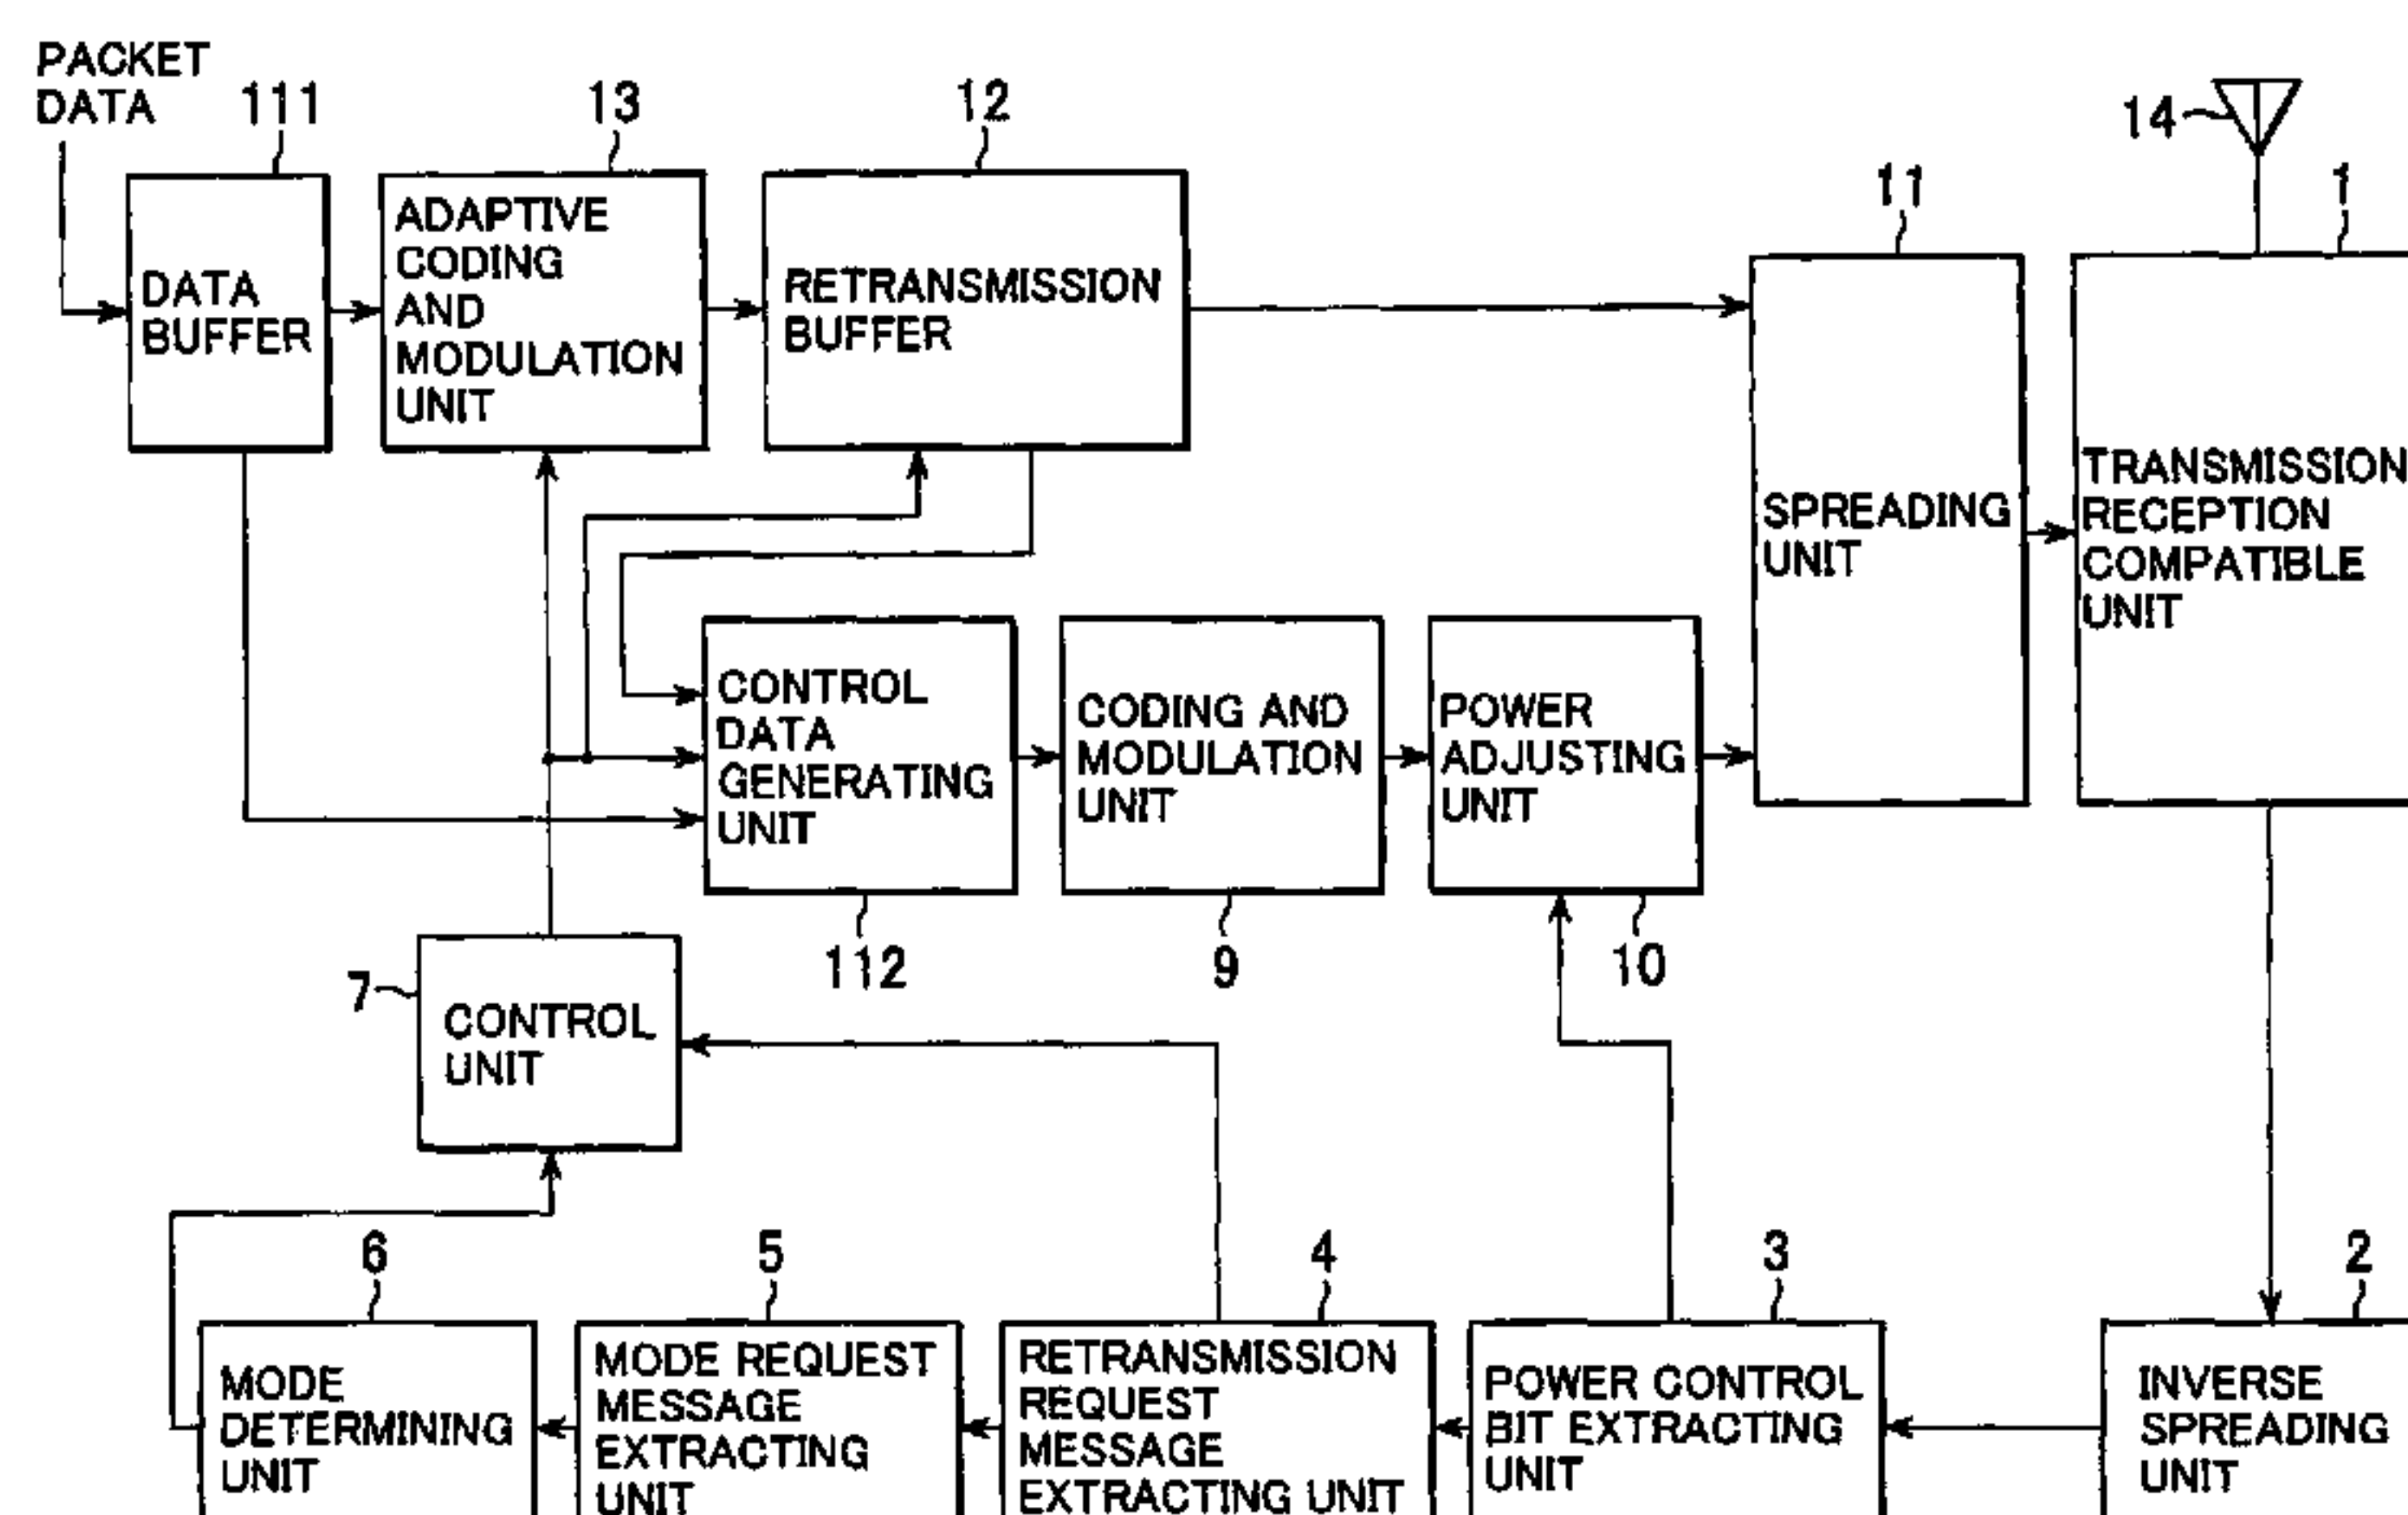 PACKET
DATA
111
13
12
14
11
1
DATA
BUFFER
ADAPTIVE
CODING
AND
MODULATION
UNIT
RETRANSMISSION
BUFFER
SPREADING
UNIT
TRANSMISSION
RECEPTION
COMPATIBLE
UNIT
CONTROL
DATA
GENERATING
UNIT
CODING AND
MODULATION
UNIT
POWER
ADJUSTING
UNIT
112
9
10
7
CONTROL
UNIT
6
5
4
3
2
MODE
DETERMINING
UNIT
MODE REQUEST
MESSAGE
EXTRACTING
UNIT
RETRANSMISSION
REQUEST
MESSAGE
EXTRACTING UNIT
POWER CONTROL
BIT EXTRACTING
UNIT
INVERSE
SPREADING
UNIT